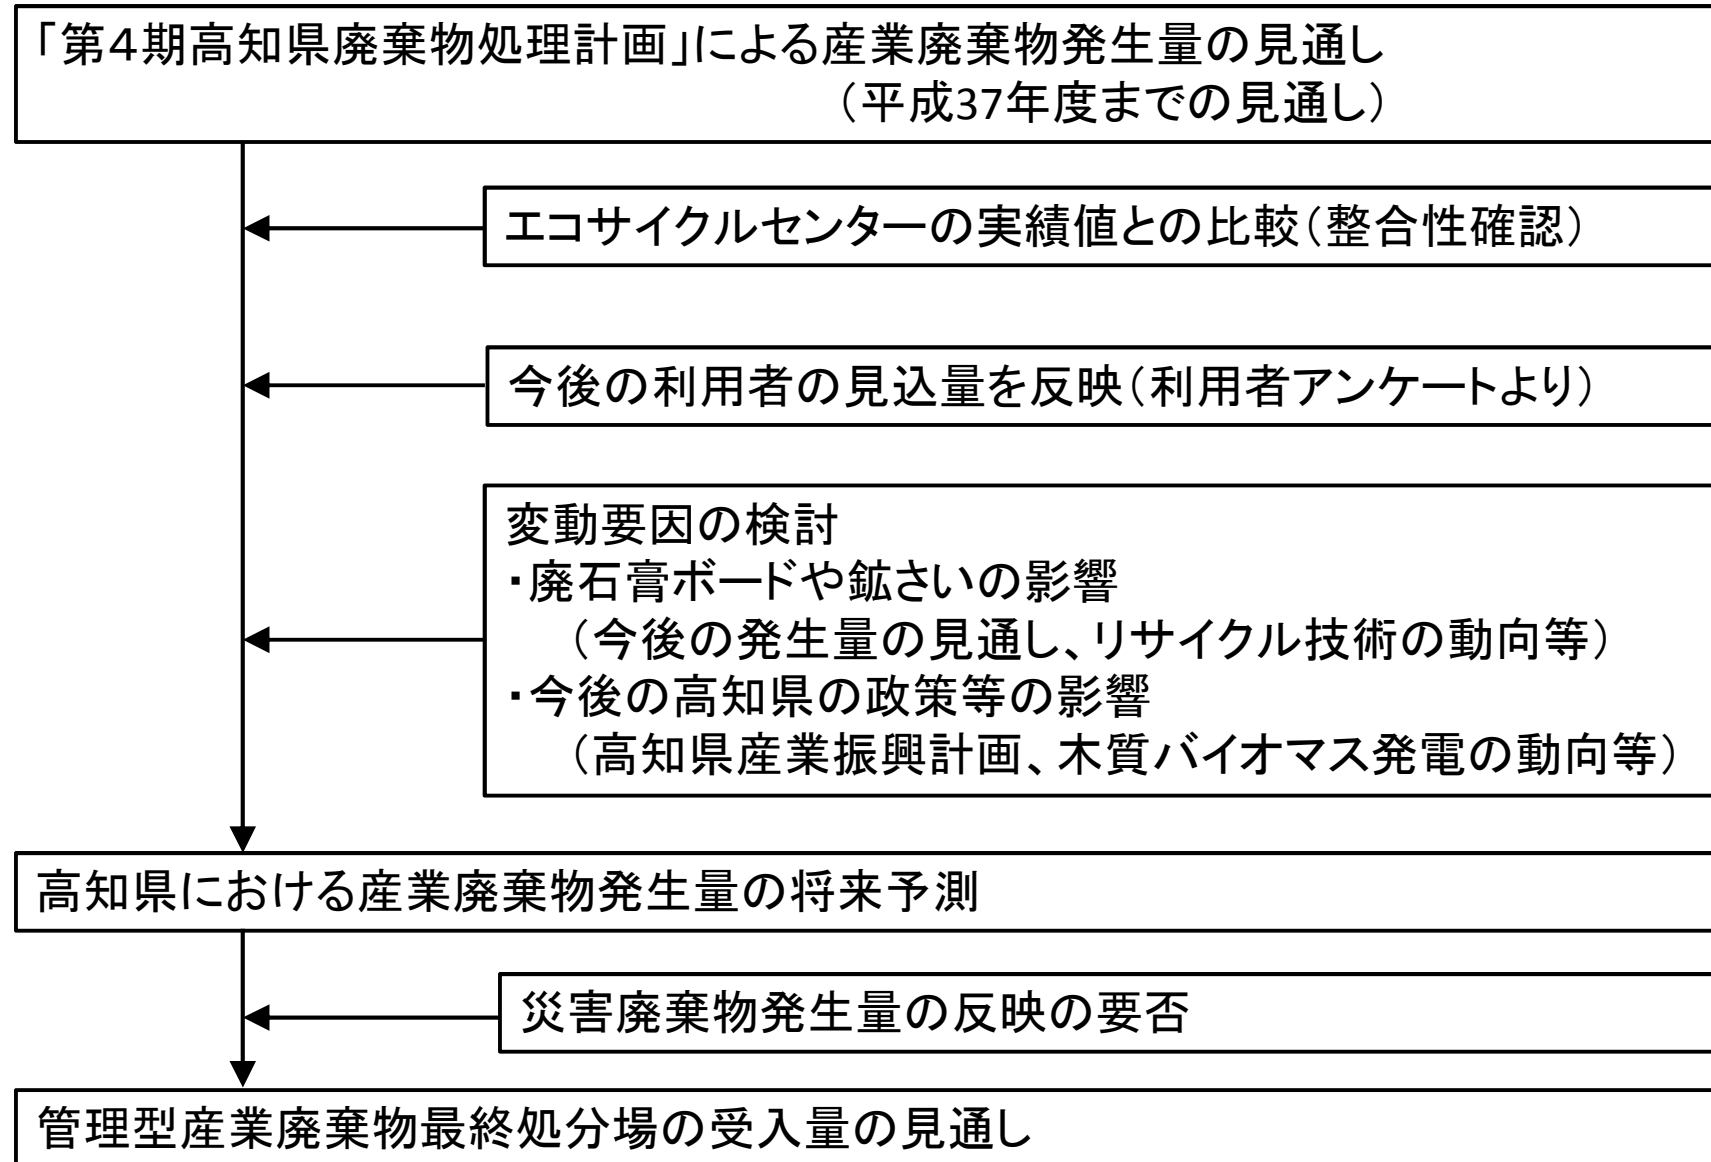 「第4期高知県廃棄物処理計画」による産業廃棄物発生量の見通し
（平成37年度までの見通し）
エコサイクルセンターの実績値との比較（整合性確認）
今後の利用者の見込量を反映（利用者アンケートより）
変動要因の検討
・廃石膏ボードや鉱さいの影響
（今後の発生量の見通し、リサイクル技術の動向等）
・今後の高知県の政策等の影響
（高知県産業振興計画、木質バイオマス発電の動向等）
高知県における産業廃棄物発生量の将来予測
災害廃棄物発生量の反映の要否
管理型産業廃棄物最終処分場の受入量の見通し